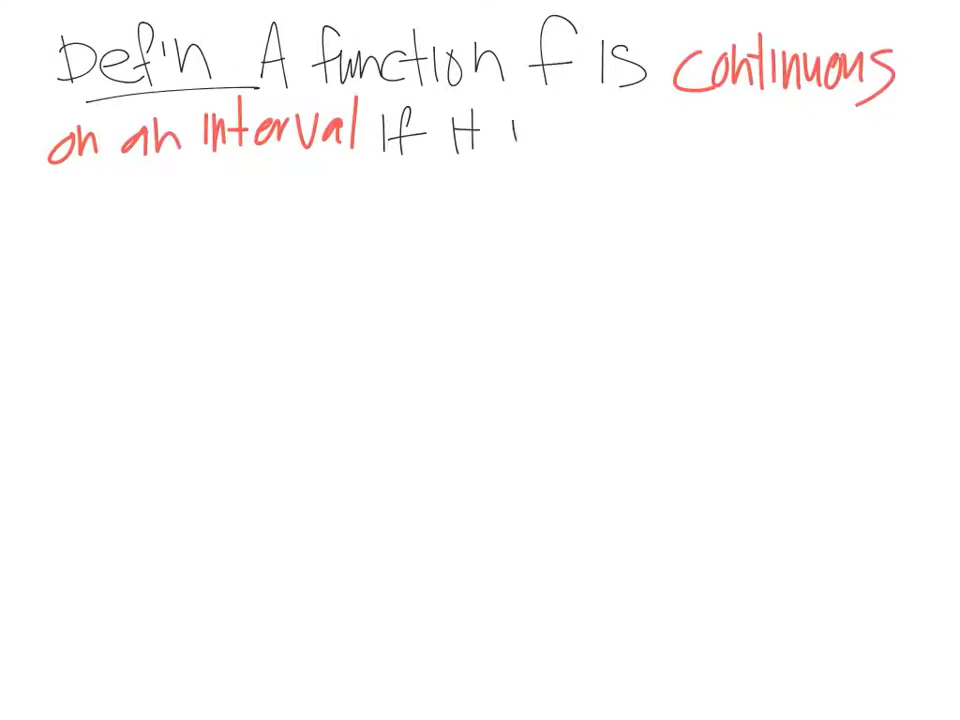 Def'n A function f is continuous
on an interval if it